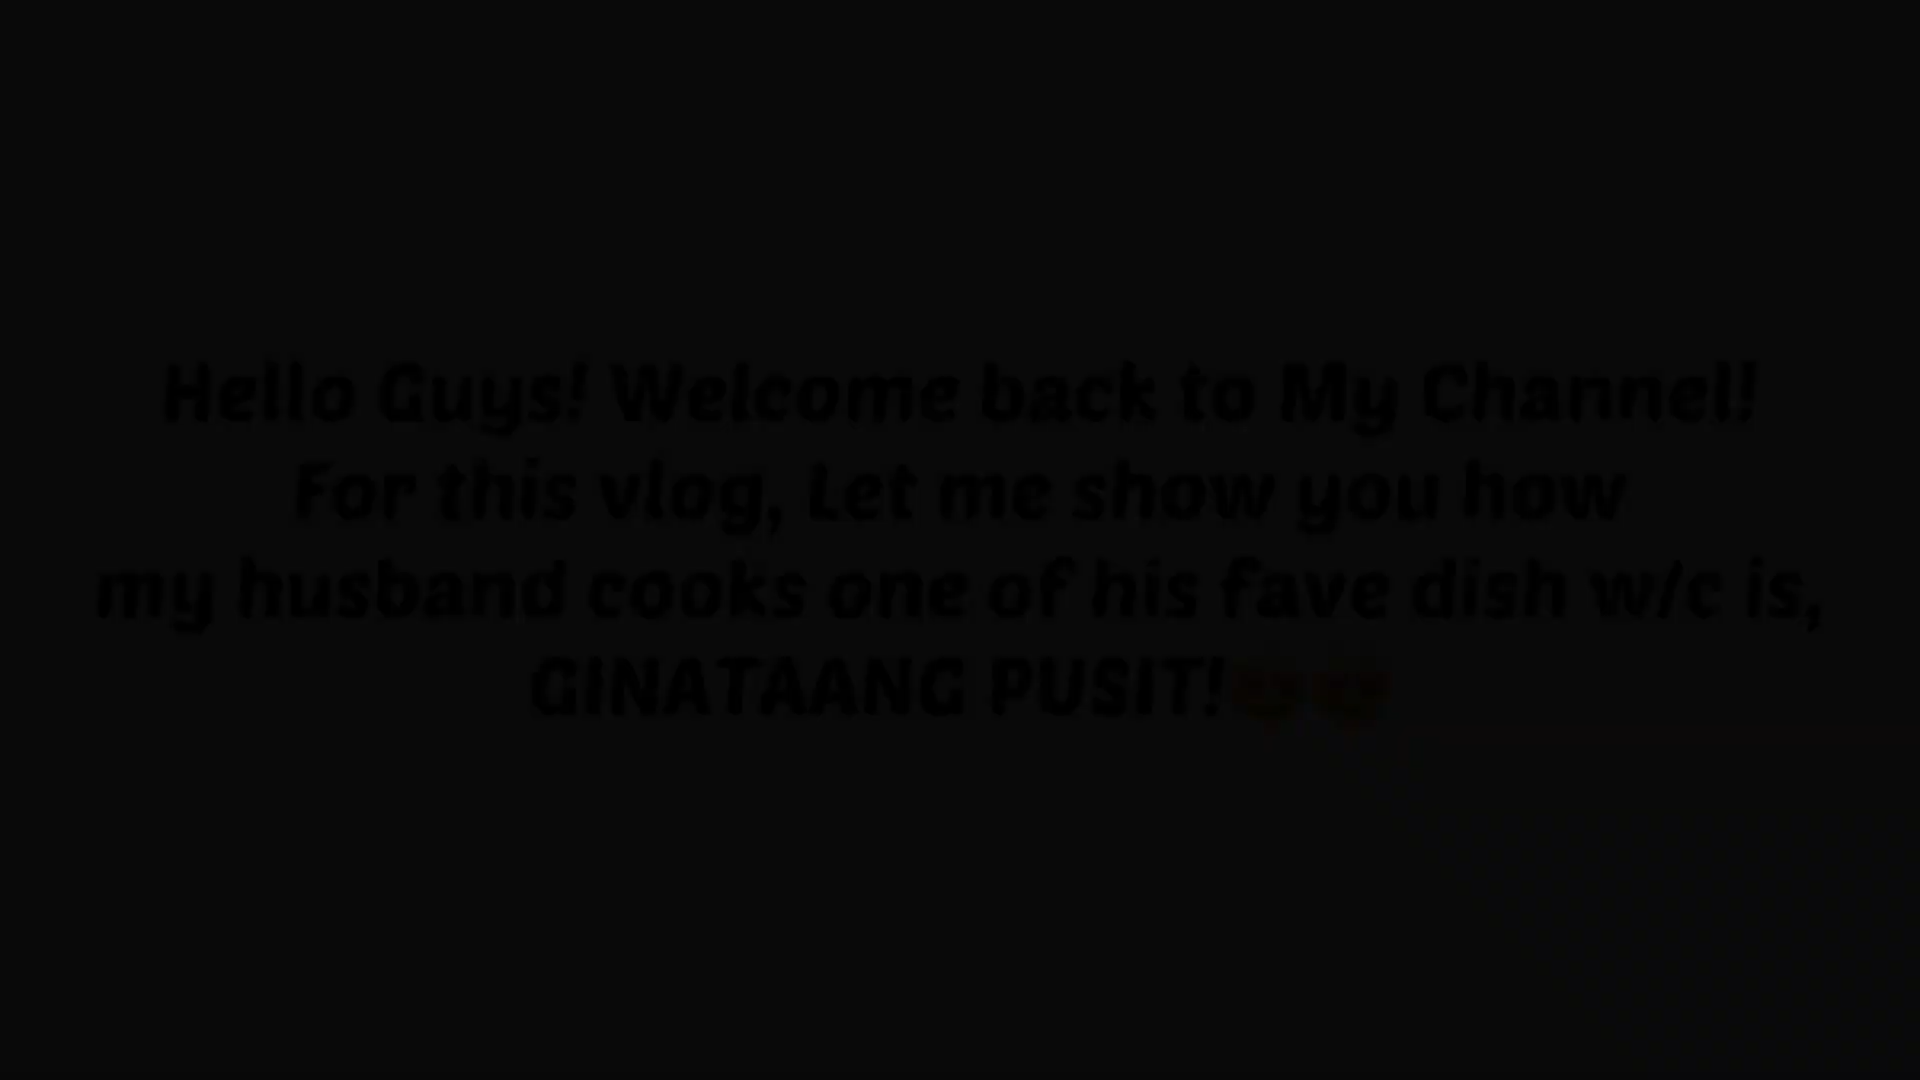 Hello Guys! Welcome back to My Channel!
For this vlog, Let me show you how
my husband cooks one of his fave dish w/c is,
GINATAANG PUSIT!